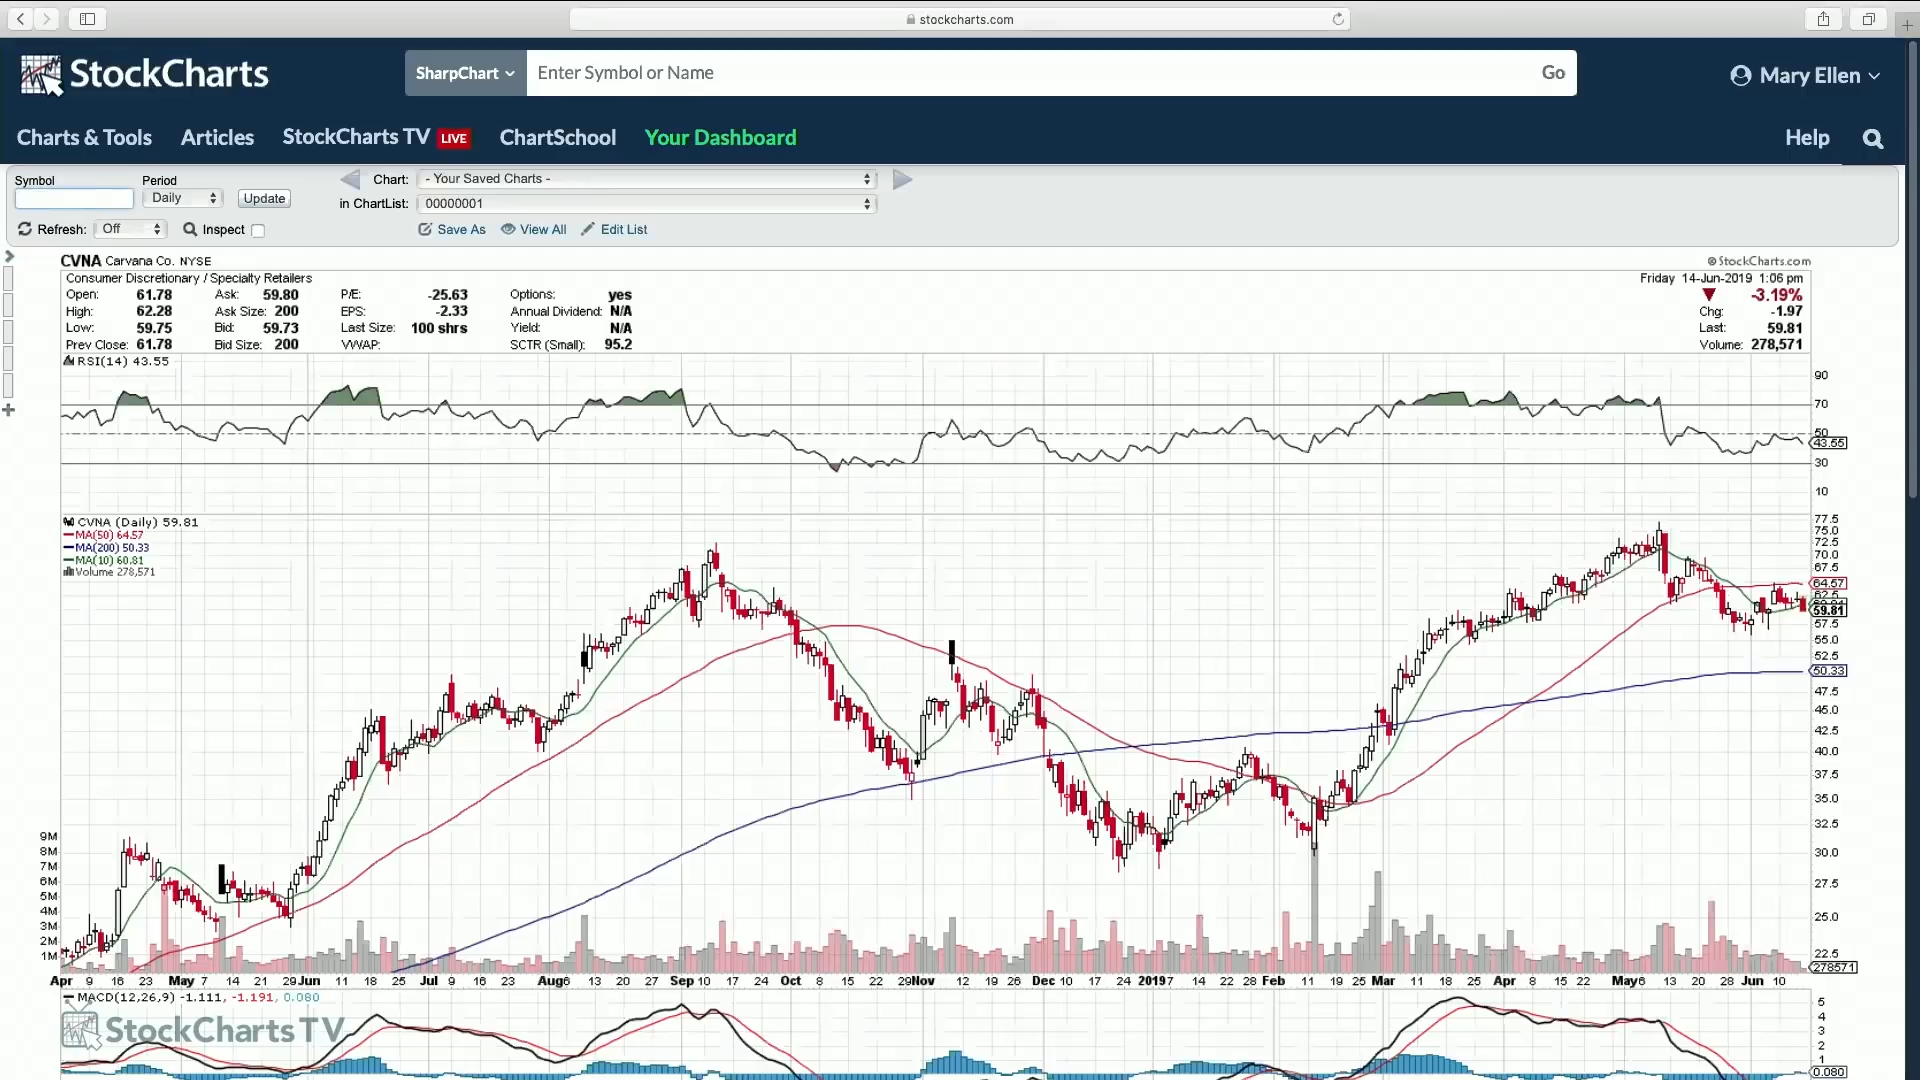 stockcharts.com
StockCharts
SharpChart
Enter Symbol or Name
Go
Mary Ellen
Charts & Tools Articles StockCharts TV LIVE ChartSchool Your Dashboard
Help
Symbol
Period
Daily
Update
Chart: - Your Saved Charts -
in ChartList: 00000001
Refresh: Off
Inspect
Save As View All Edit List
CVNA Carvana Co. NYSE
© StockCharts.com
Consumer Discretionary / Specialty Retailers
Friday 14-Jun-2019 1:06 pm
Open: 61.78 Ask: 59.80 P/E: -25.63 Options: yes
-3.19%
High: 62.28 Ask Size: 200 EPS: -2.33 Annual Dividend: N/A
Chg: -1.97
Low: 59.75 Bid: 59.73 Last Size: 100 shrs Yield: N/A
Last: 59.81
Prev Close: 61.78 Bid Size: 200 VWAP: SCTR (Small): 95.2
Volume: 278,571
RSI(14) 43.55
90
70
50
43.55
30
10
CVNA (Daily) 59.81
MA(50) 64.57
MA(200) 50.33
MA(10) 60.81
Volume 278,571
77.5
75.0
72.5
70.0
67.5
64.57
62.5
59.81
57.5
55.0
52.5
50.33
47.5
45.0
42.5
40.0
37.5
35.0
32.5
30.0
27.5
25.0
22.5
278571
9M
8M
7M
6M
5M
4M
3M
2M
1M
Apr 9 16 23 May 7 14 21 29 Jun 11 18 25 Jul 9 16 23 Aug 6 13 20 27 Sep 10 17 24 Oct 8 15 22 29 Nov 12 19 26 Dec 10 17 24 2019 7 14 22 28 Feb 11 19 25 Mar 11 18 25 Apr 8 15 22 May 6 13 20 28 Jun 10
MACD(12,26,9) -1.111, -1.191, 0.080
StockCharts TV
5
4
3
2
1
0.080